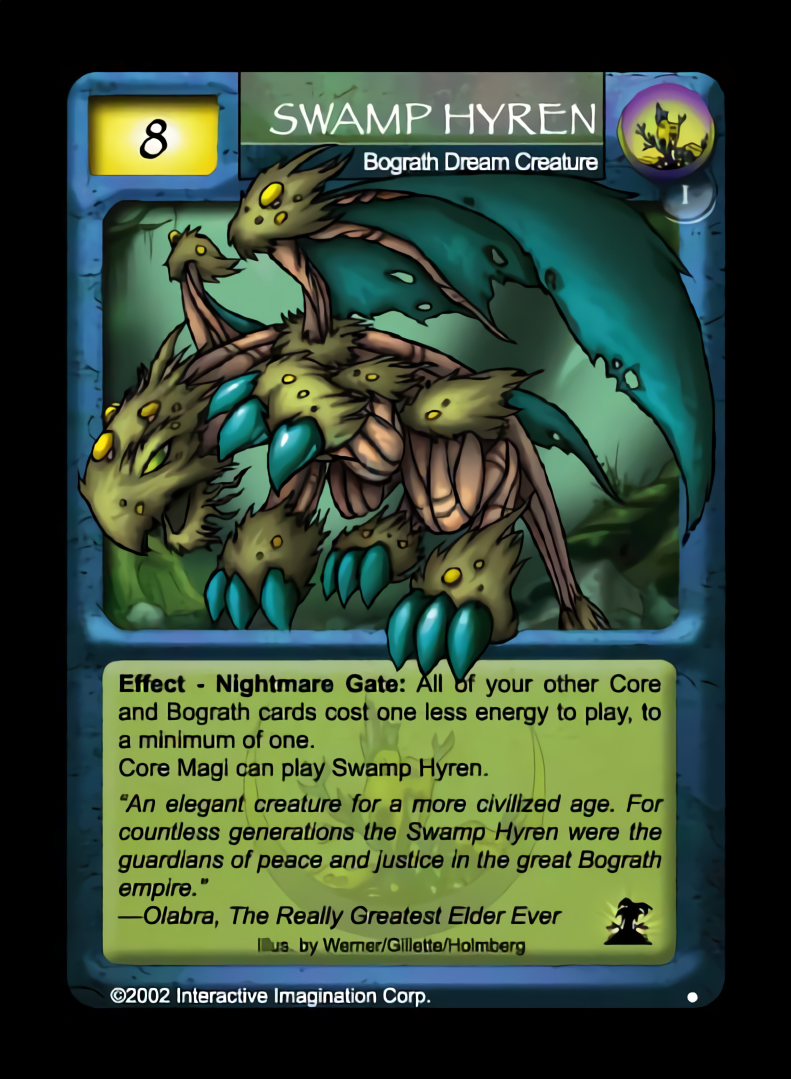 8
SWAMP HYREN
Bograth Dream Creature
I
Effect - Nightmare Gate: All of your other Core
and Bograth cards cost one less energy to play, to
a minimum of one.
Core Magi can play Swamp Hyren.
"An elegant creature for a more civilized age. For
countless generations the Swamp Hyren were the
guardians of peace and justice in the great Bograth
empire."
—Olabra, The Really Greatest Elder Ever
Illus. by Werner/Gillette/Holmberg
©2002 Interactive Imagination Corp.